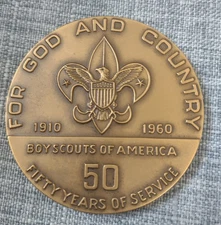 FOR GOD AND COUNTRY
1910 1960
BOY SCOUTS OF AMERICA
50
FIFTY YEARS OF SERVICE